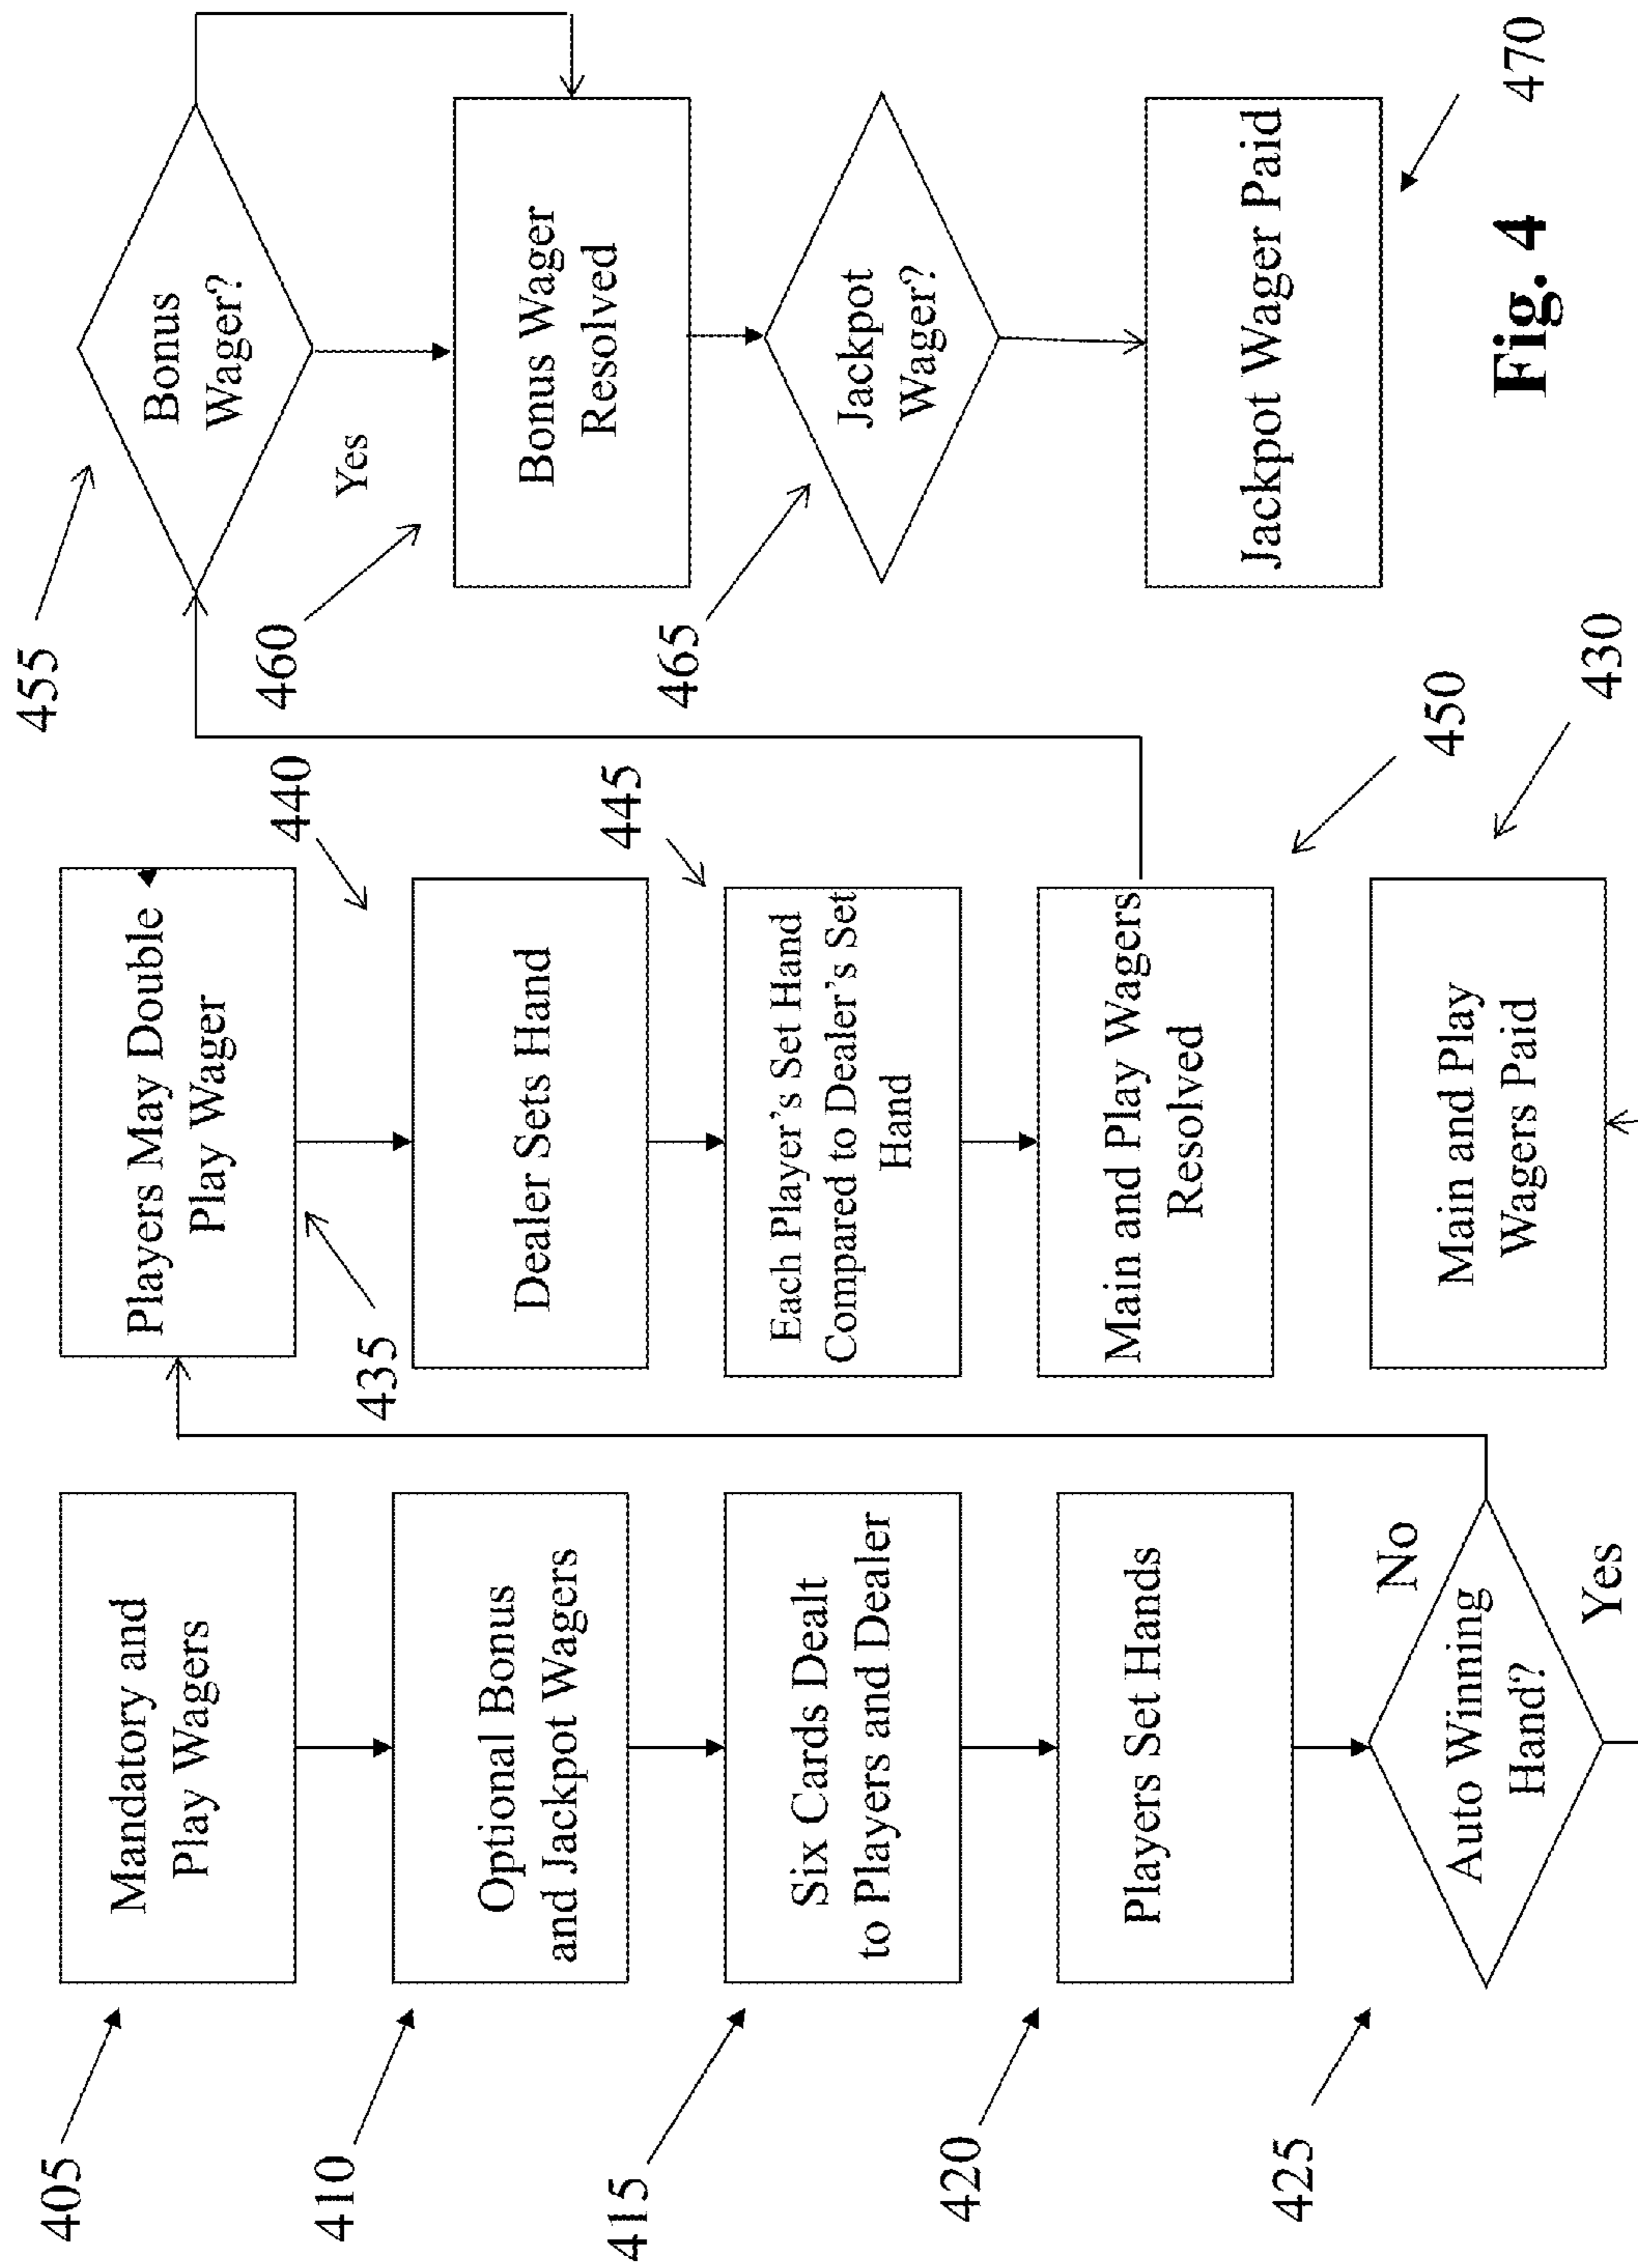 405
Mandatory and
Play Wagers
410
Optional Bonus
and Jackpot Wagers
415
Six Cards Dealt
to Players and Dealer
420
Players Set Hands
425
Auto Winning
Hand?
No
Yes
Players May Double
Play Wager
435
440
Dealer Sets Hand
445
Each Player's Set Hand
Compared to Dealer's Set
Hand
Main and Play Wagers
Resolved
450
Main and Play
Wagers Paid
430
455
Bonus
Wager?
Yes
460
Bonus Wager
Resolved
465
Jackpot
Wager?
Jackpot Wager Paid
470
Fig. 4